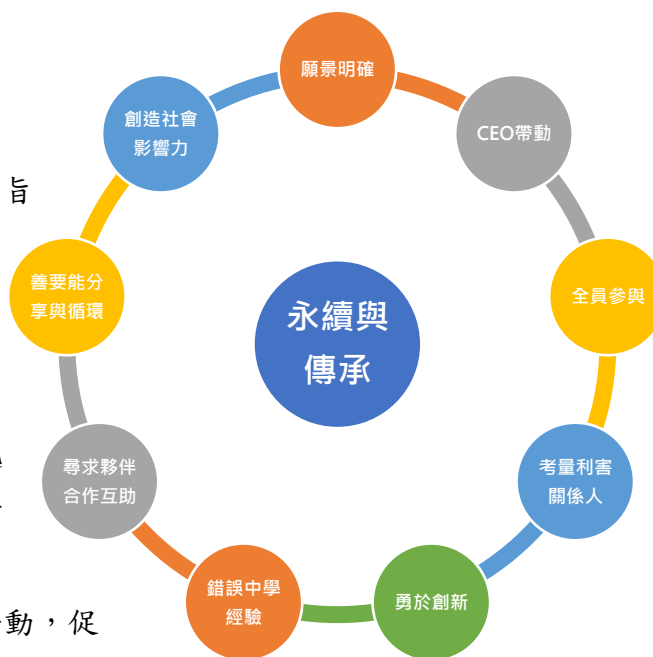 願景明確
創造社會
影響力
CEO帶動
旨
善要能分
享與循環
全員參與
永續與
傳承
尋求夥伴
合作互助
考量利害
關係人
錯誤中學
經驗
勇於創新
動，促